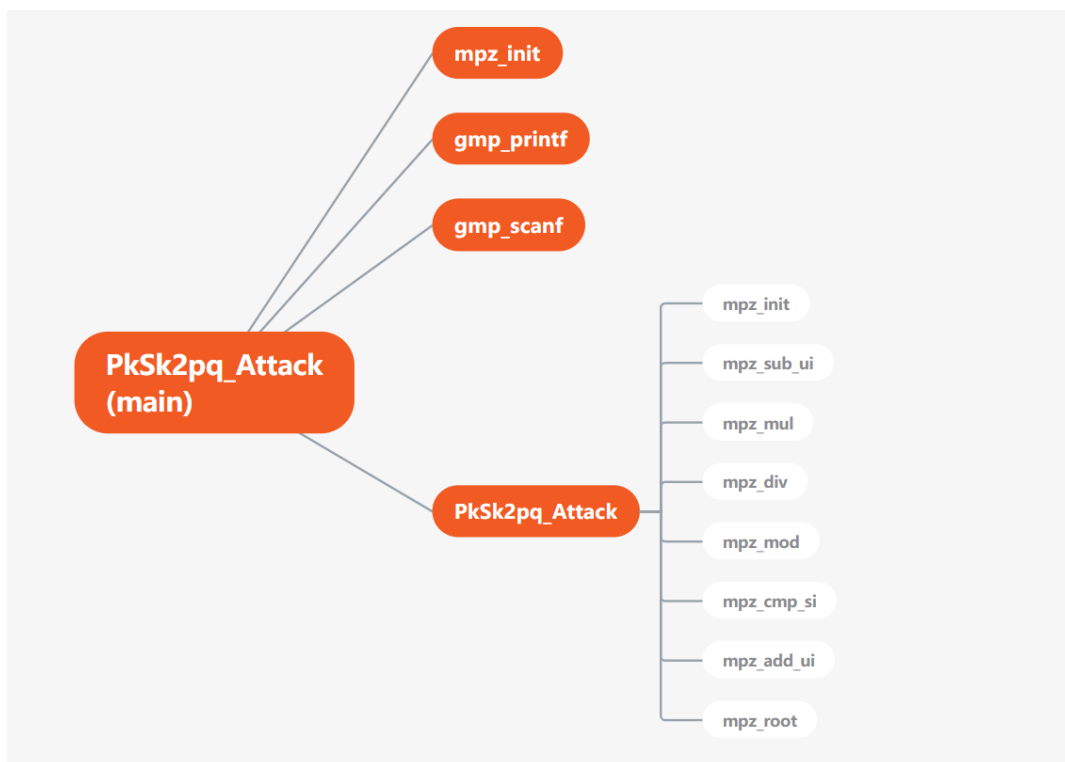 mpz_init
gmp_printf
gmp_scanf
PkSk2pq_Attack
(main)
PkSk2pq_Attack
mpz_init
mpz_sub_ui
mpz_mul
mpz_div
mpz_mod
mpz_cmp_si
mpz_add_ui
mpz_root